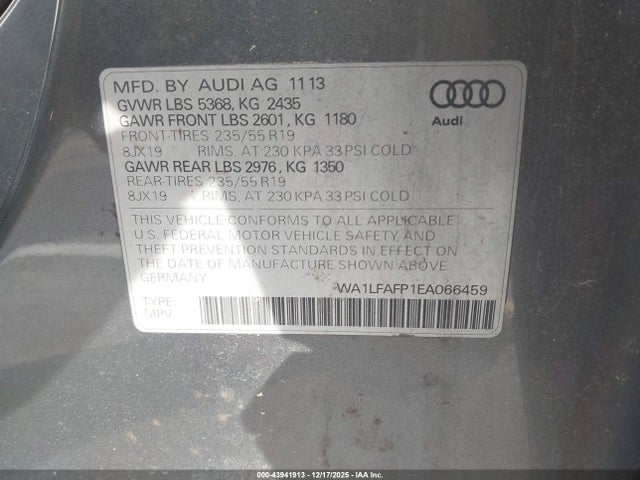 MFD. BY AUDI AG 11 13
GVWR LBS 5368, KG 2435
GAWR FRONT LBS 2601, KG 1180
FRONT-TIRES 235/55 R19
8JX19 RIMS, AT 230 KPA 33 PSI COLD
GAWR REAR LBS 2976, KG 1350
REAR-TIRES 235/55 R19
8JX19 RIMS, AT 230 KPA 33 PSI COLD
Audi
THIS VEHICLE CONFORMS TO ALL APPLICABLE
U.S. FEDERAL MOTOR VEHICLE SAFETY AND
THEFT PREVENTION STANDARDS IN EFFECT ON
THE DATE OF MANUFACTURE SHOWN ABOVE
GERMANY
WA1LFAFP1EA066459
TYPE
MPV
000-43941913 - 12/17/2025 - IAA Inc.